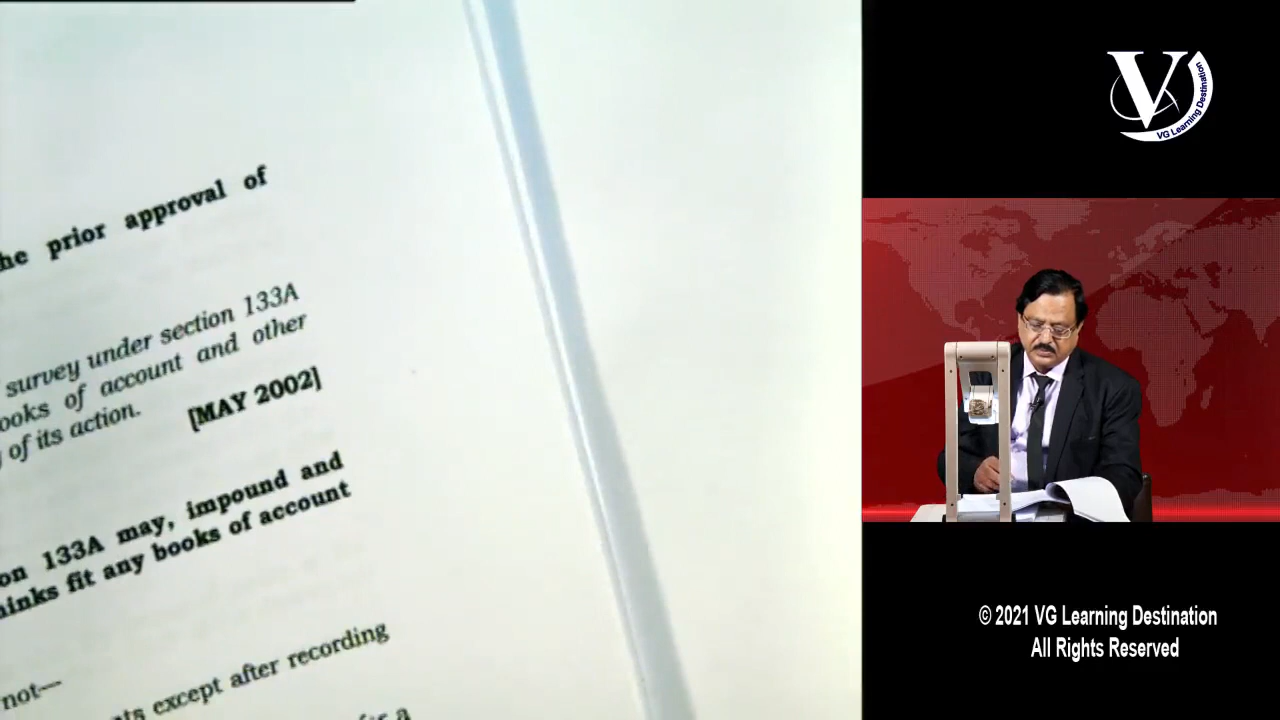 he prior approval of
survey under section 133A
ooks of account and other
of its action. [MAY 2002]
on 133A may, impound and
hinks fit any books of account
not—
ts except after recording
a
V
VG Learning Destination
© 2021 VG Learning Destination
All Rights Reserved